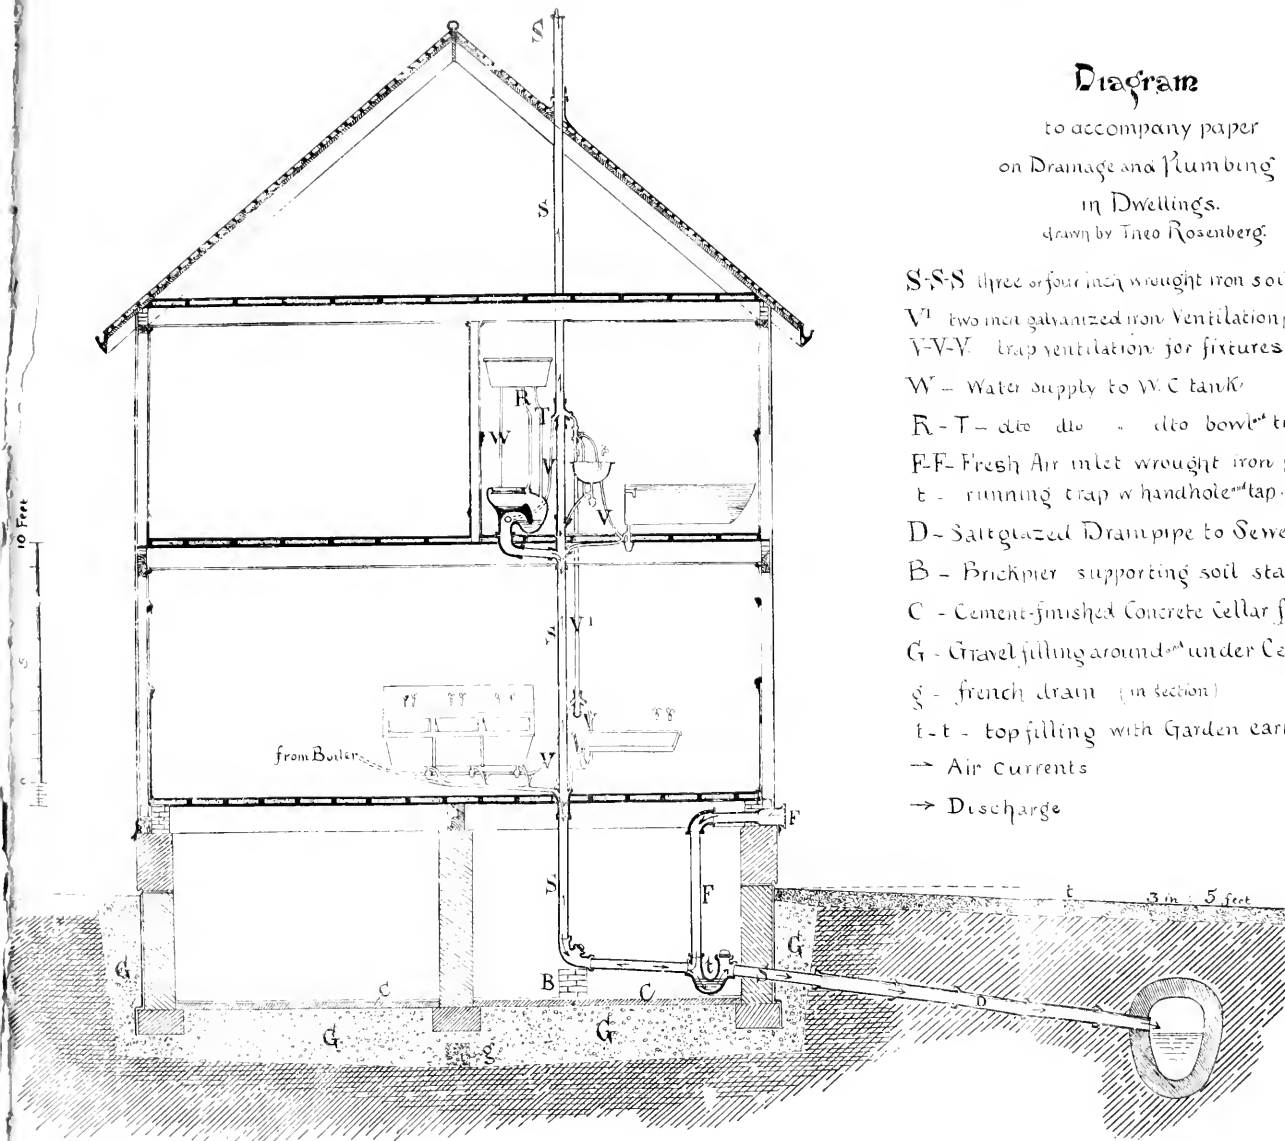 Diagram
to accompany paper
on Drainage and Plumbing
in Dwellings.
drawn by Theo Rosenberg.
S-S-S three or four inch wrought iron soi
V¹ two inch galvanized iron Ventilation
V-V-V. trap ventilation for fixtures
W - Water supply to W.C tank
R - T - dto dto " dto bowl and
F-F- Fresh Air inlet wrought iron
t - running trap w handhole and tap.
D - Saltglazed Drainpipe to Sewe
B - Brickpier supporting soil sta
C - Cement-finished Concrete Cellar f
G - Gravel filling around and under Ce
g - french drain (in section)
t-t - top filling with Garden ear
→ Air Currents
→ Discharge
S
S
R
T
W
V
V
10 Feet
5
0
S
V¹
V
V
from Boiler
F
S
F
t
3 in : 5 feet
G
G
B
t
S
D
C
C
G
G
g